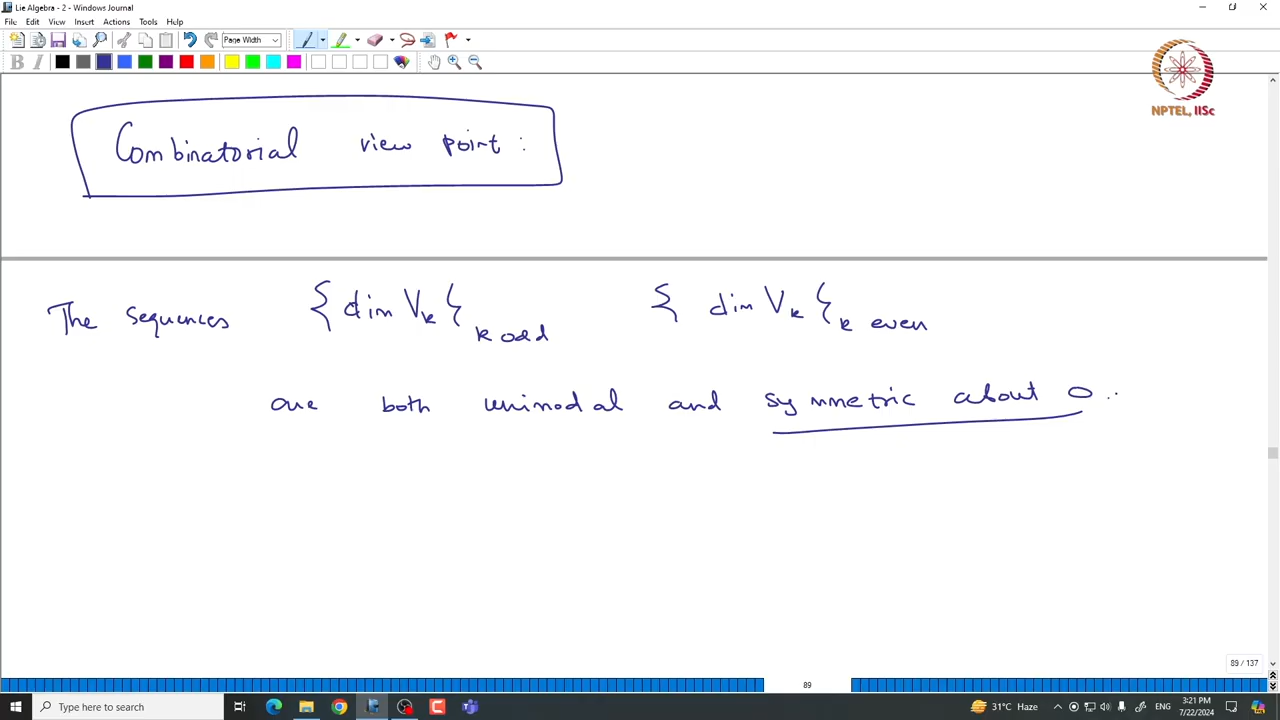 Lie Algebra - 2 - Windows Journal
File Edit View Insert Actions Tools Help
Page Width
B I
NPTEL, IISc
Combinatorial view point :
The sequences { dim V_k }_{k odd} { dim V_k }_{k even}
are both unimodal and symmetric about 0 .
89 / 137
89
Type here to search
31°C Haze
ENG
3:21 PM
7/22/2024